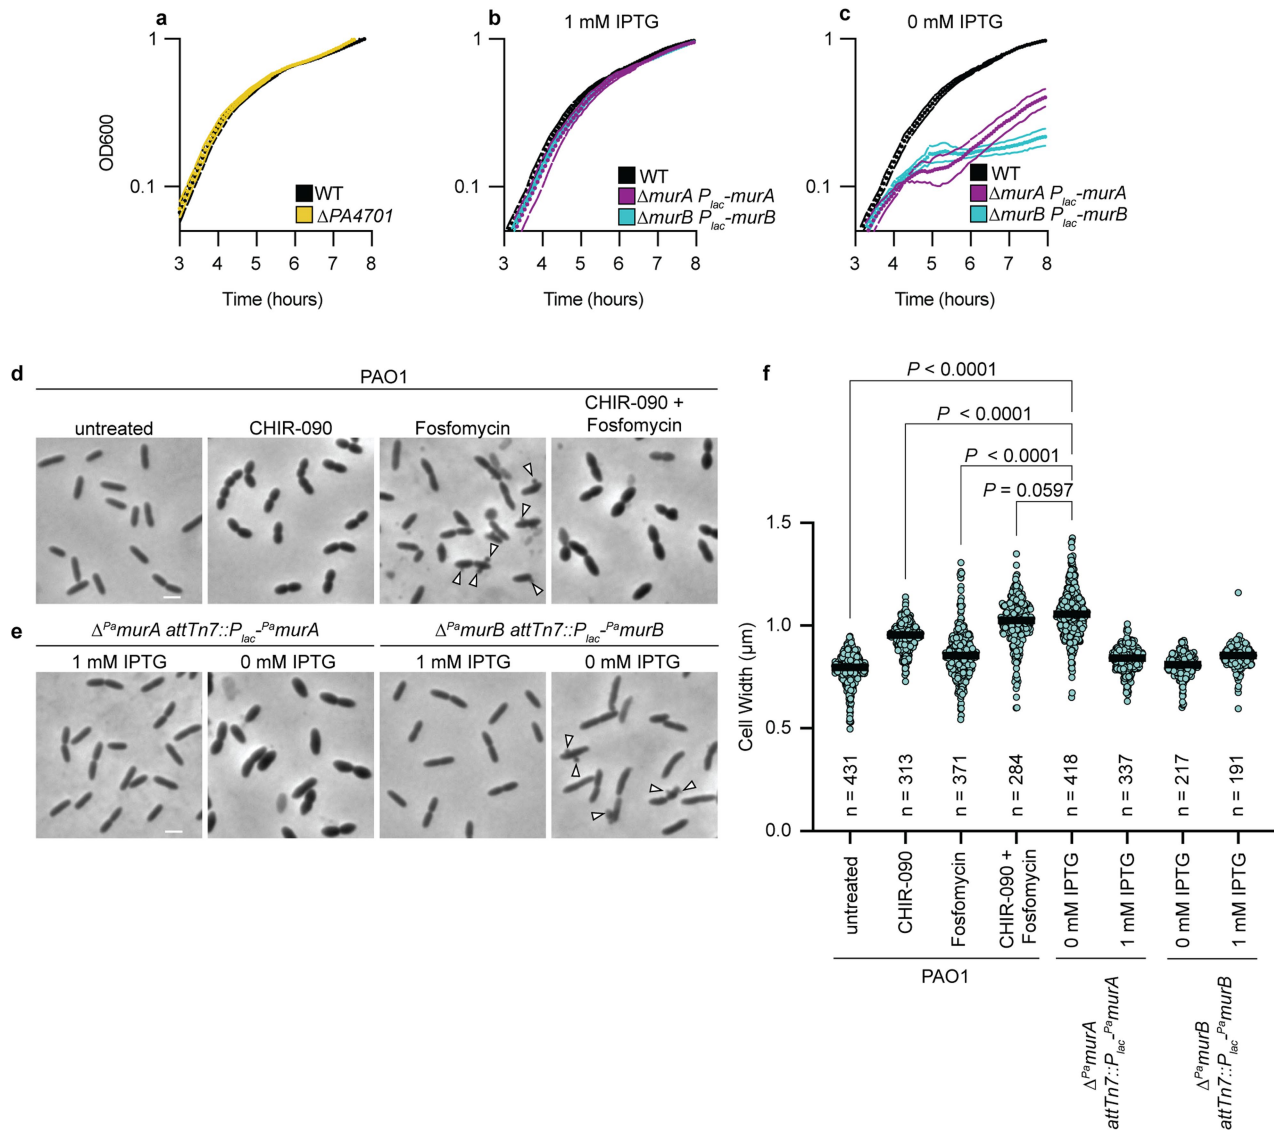 a
1
0.1
OD600
WT
ΔPA4701
3 4 5 6 7 8
Time (hours)
b
1 mM IPTG
1
0.1
WT
ΔmurA Plac-murA
ΔmurB Plac-murB
3 4 5 6 7 8
Time (hours)
c
0 mM IPTG
1
0.1
WT
ΔmurA Plac-murA
ΔmurB Plac-murB
3 4 5 6 7 8
Time (hours)
d
PAO1
untreated
CHIR-090
Fosfomycin
CHIR-090 +
Fosfomycin
e
ΔPamurA attTn7::Plac-PamurA
ΔPamurB attTn7::Plac-PamurB
1 mM IPTG
0 mM IPTG
1 mM IPTG
0 mM IPTG
f
P < 0.0001
P < 0.0001
P < 0.0001
P = 0.0597
1.5
1.0
0.5
0.0
Cell Width (µm)
n = 431
n = 313
n = 371
n = 284
n = 418
n = 337
n = 217
n = 191
untreated
CHIR-090
Fosfomycin
CHIR-090 +
Fosfomycin
0 mM IPTG
1 mM IPTG
0 mM IPTG
1 mM IPTG
PAO1
ΔPamurA
attTn7::Plac-PamurA
ΔPamurB
attTn7::Plac-PamurB